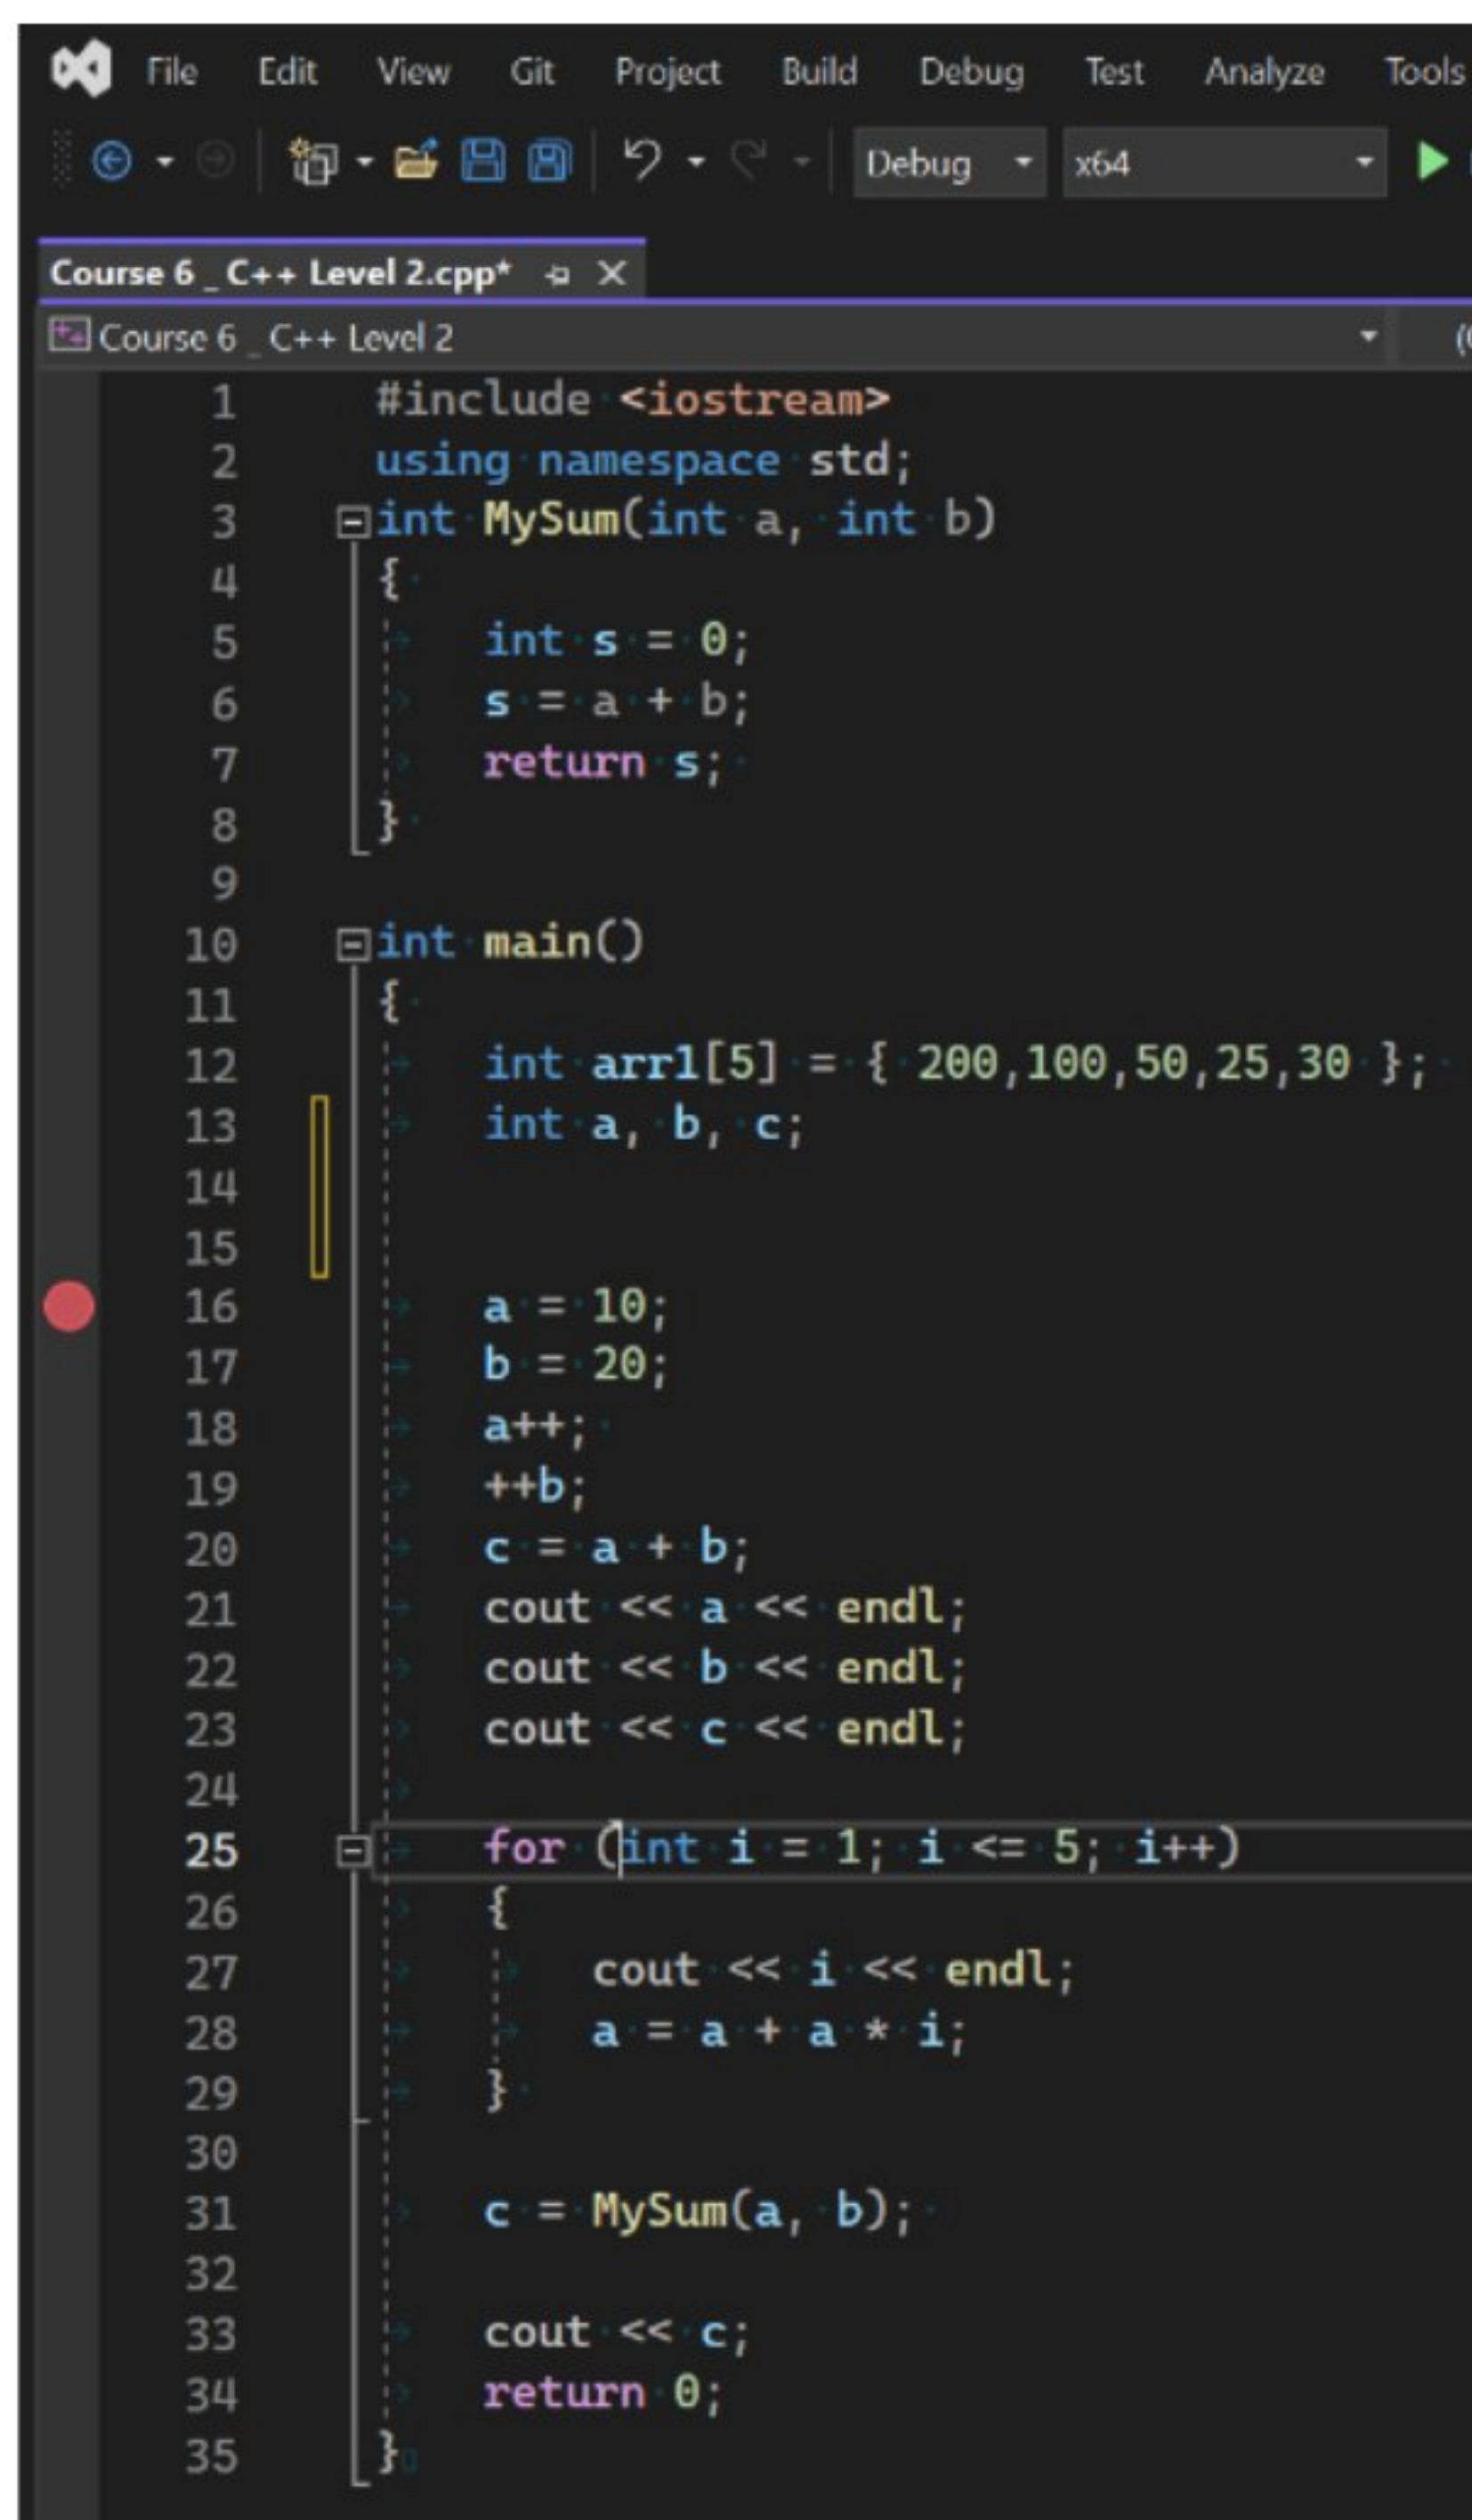 File Edit View Git Project Build Debug Test Analyze Tools
Debug x64
Course 6 _ C++ Level 2.cpp*
Course 6 _ C++ Level 2
1 #include <iostream>
2 using namespace std;
3 int MySum(int a, int b)
4 {
5 int s = 0;
6 s = a + b;
7 return s;
8 }
9
10 int main()
11 {
12 int arr1[5] = { 200,100,50,25,30 };
13 int a, b, c;
14
15
16 a = 10;
17 b = 20;
18 a++;
19 ++b;
20 c = a + b;
21 cout << a << endl;
22 cout << b << endl;
23 cout << c << endl;
24
25 for (int i = 1; i <= 5; i++)
26 {
27 cout << i << endl;
28 a = a + a * i;
29 }
30
31 c = MySum(a, b);
32
33 cout << c;
34 return 0;
35 }